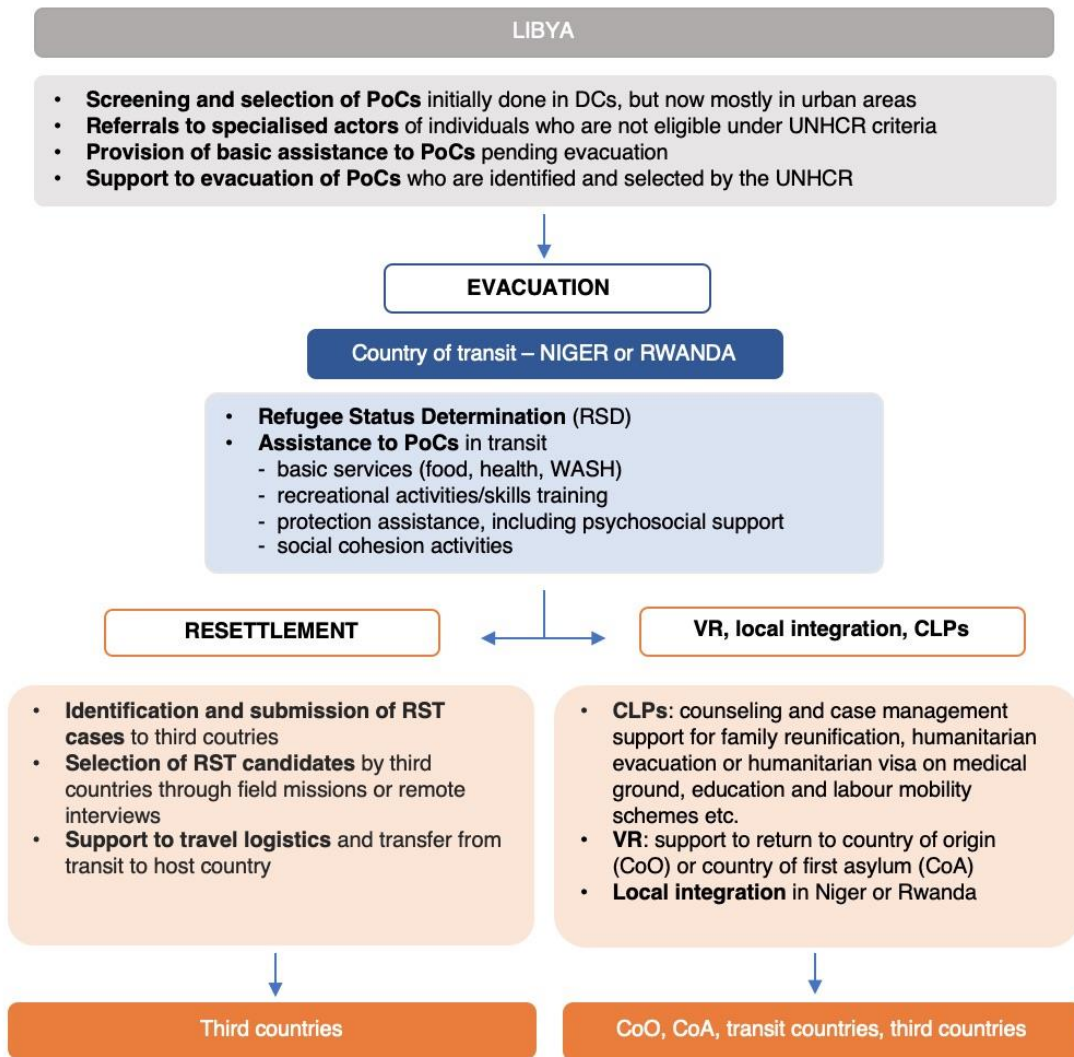 LIBYA
• Screening and selection of PoCs initially done in DCs, but now mostly in urban areas
• Referrals to specialised actors of individuals who are not eligible under UNHCR criteria
• Provision of basic assistance to PoCs pending evacuation
• Support to evacuation of PoCs who are identified and selected by the UNHCR
EVACUATION
Country of transit – NIGER or RWANDA
• Refugee Status Determination (RSD)
• Assistance to PoCs in transit
- basic services (food, health, WASH)
- recreational activities/skills training
- protection assistance, including psychosocial support
- social cohesion activities
RESETTLEMENT
• Identification and submission of RST
cases to third coutries
• Selection of RST candidates by third
countries through field missions or remote
interviews
• Support to travel logistics and transfer from
transit to host country
Third countries
VR, local integration, CLPs
• CLPs: counseling and case management
support for family reunification, humanitarian
evacuation or humanitarian visa on medical
ground, education and labour mobility
schemes etc.
• VR: support to return to country of origin
(CoO) or country of first asylum (CoA)
• Local integration in Niger or Rwanda
CoO, CoA, transit countries, third countries